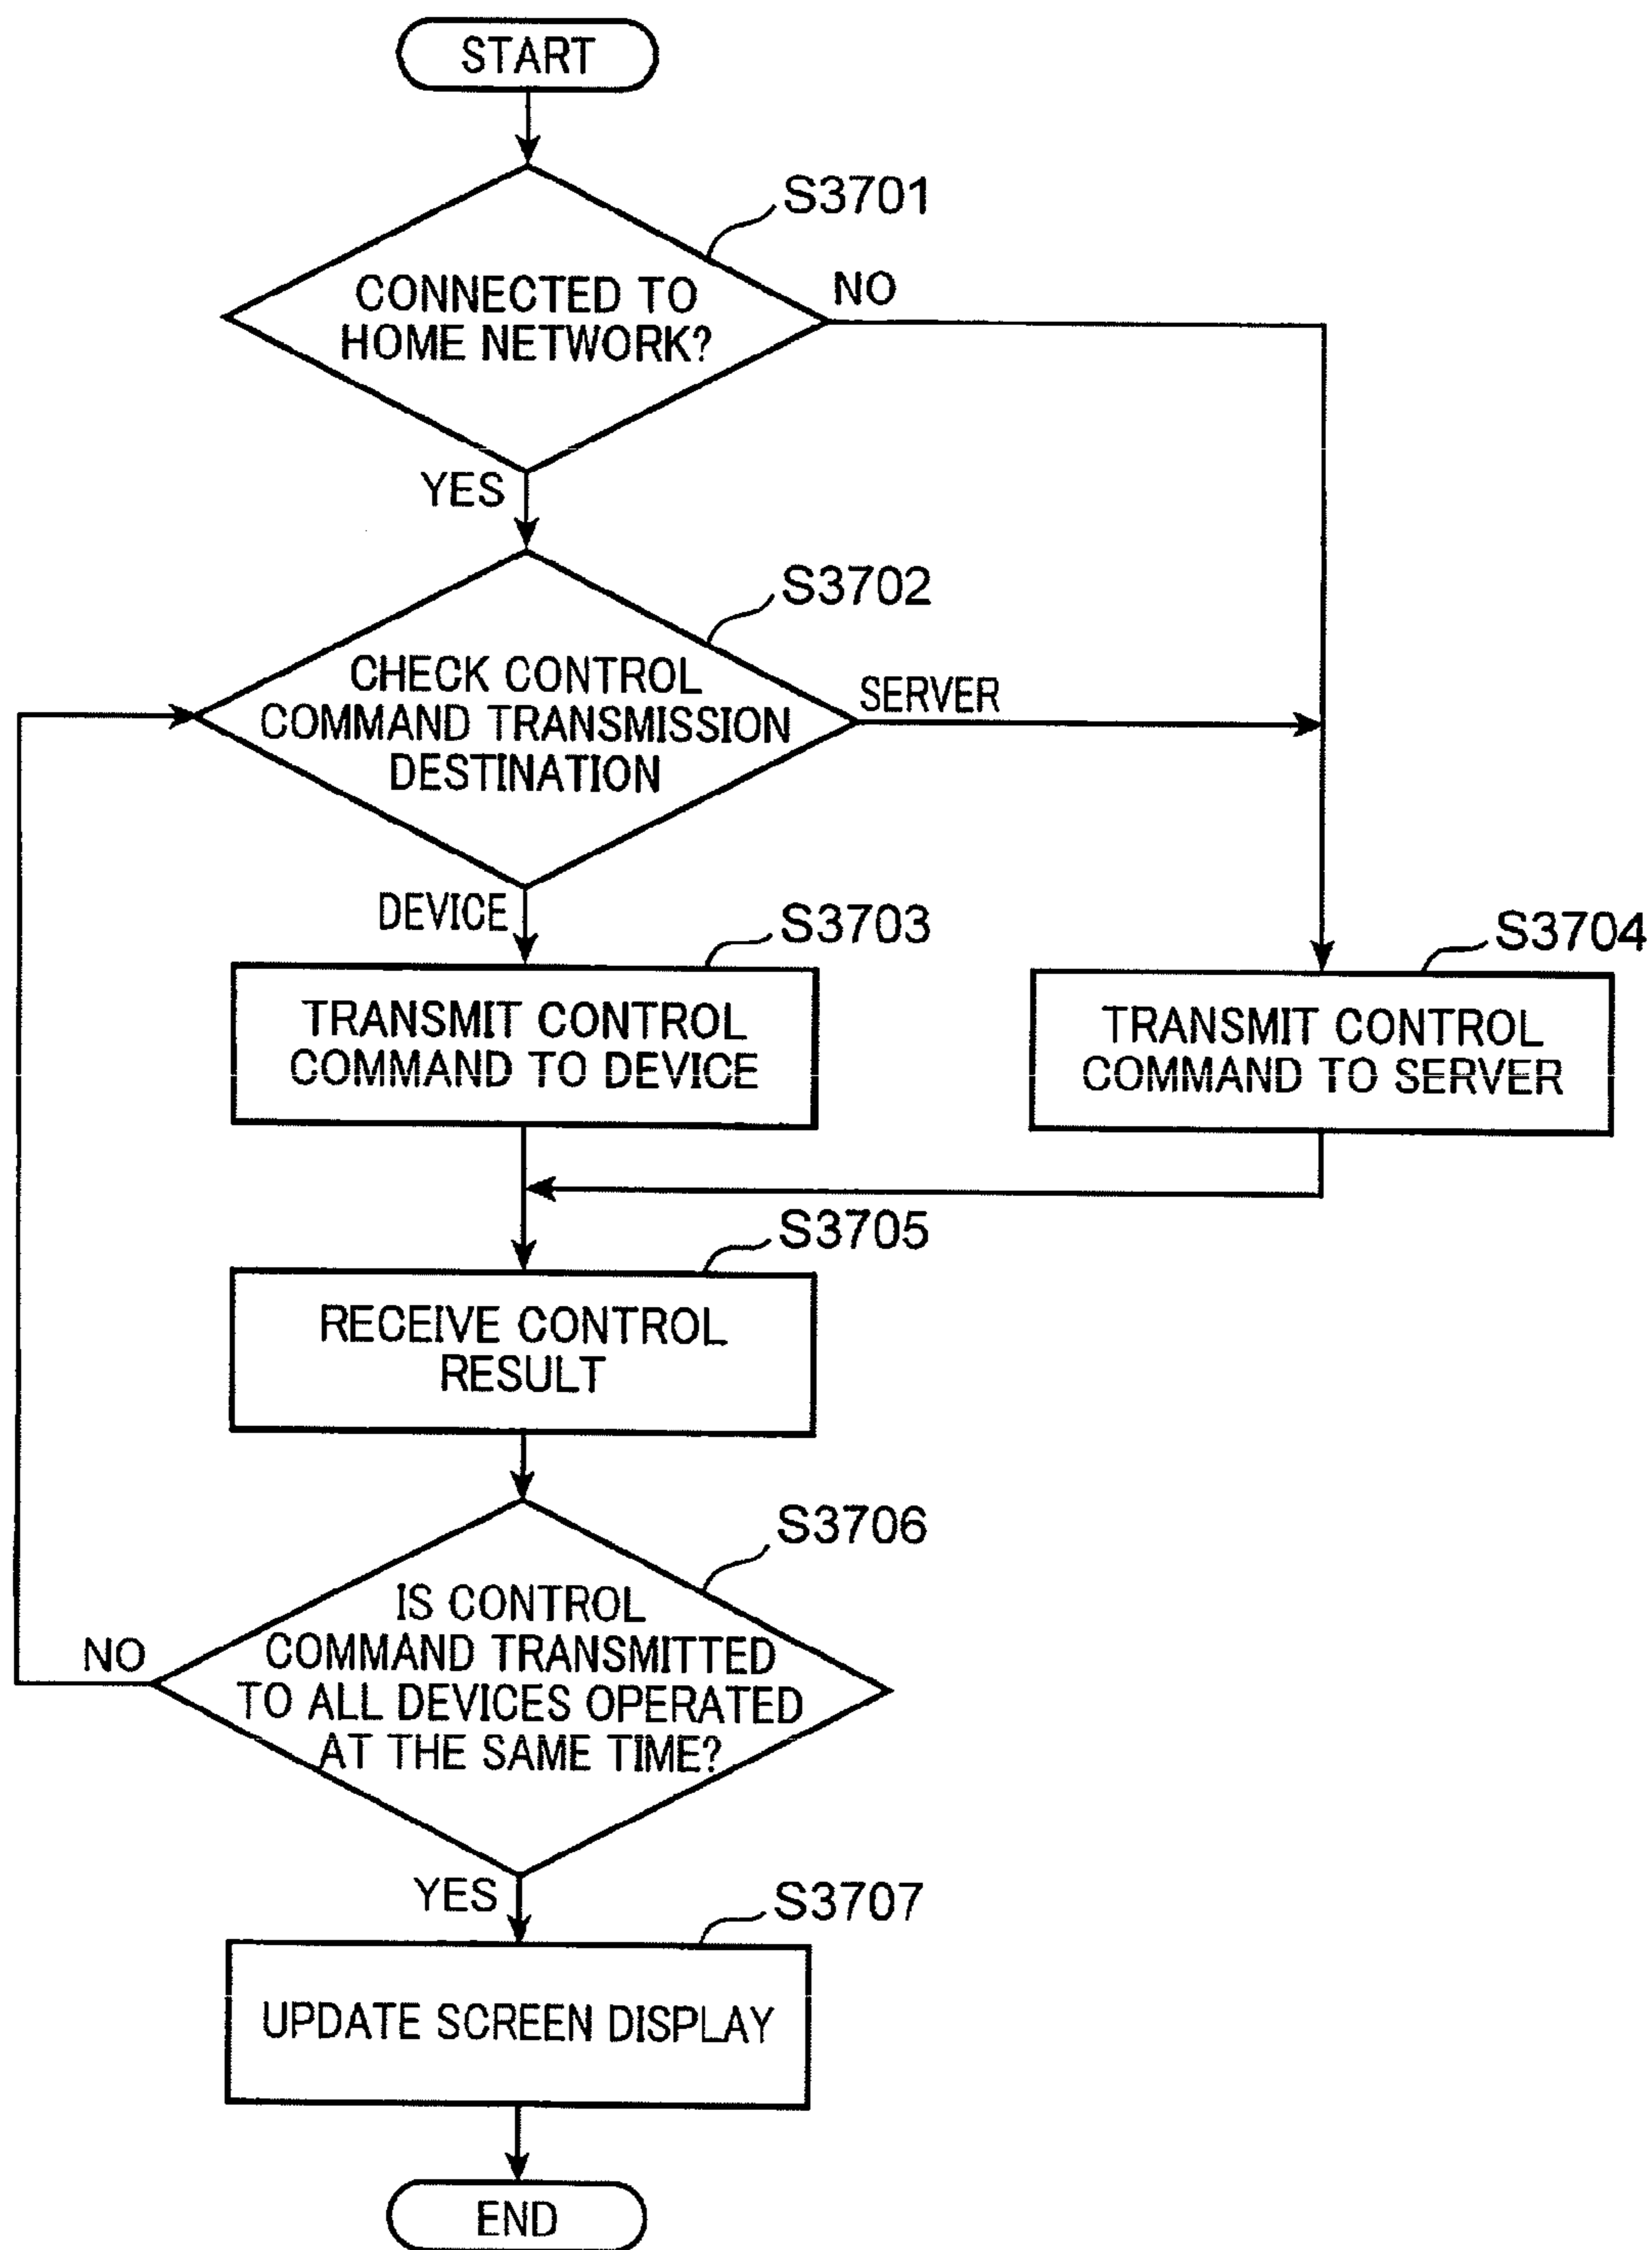 START
S3701
CONNECTED TO
HOME NETWORK?
NO
YES
S3702
CHECK CONTROL
COMMAND TRANSMISSION
DESTINATION
SERVER
DEVICE
S3703
TRANSMIT CONTROL
COMMAND TO DEVICE
S3704
TRANSMIT CONTROL
COMMAND TO SERVER
S3705
RECEIVE CONTROL
RESULT
S3706
IS CONTROL
COMMAND TRANSMITTED
TO ALL DEVICES OPERATED
AT THE SAME TIME?
NO
YES
S3707
UPDATE SCREEN DISPLAY
END